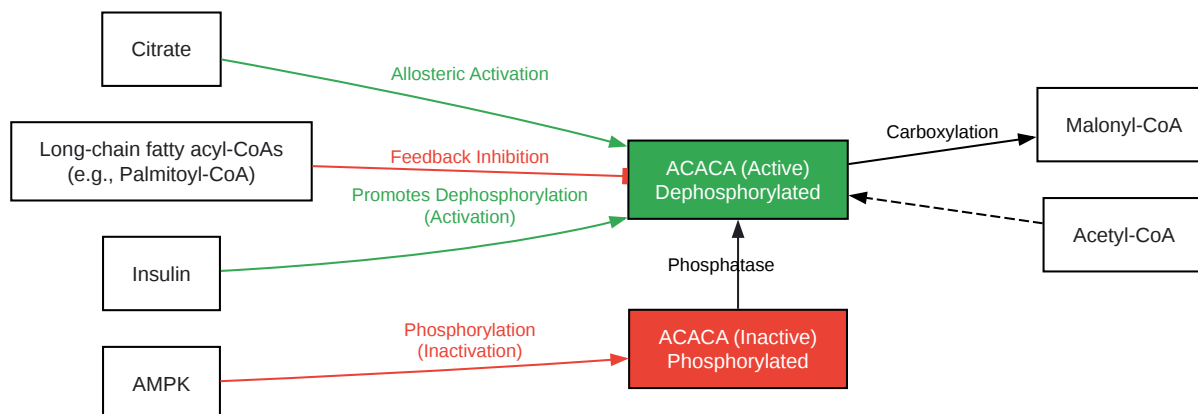 Citrate
Allosteric Activation
Long-chain fatty acyl-CoAs
(e.g., Palmitoyl-CoA)
Feedback Inhibition
Promotes Dephosphorylation
(Activation)
Insulin
Phosphorylation
(Inactivation)
AMPK
ACACA (Active)
Dephosphorylated
Phosphatase
ACACA (Inactive)
Phosphorylated
Carboxylation
Malonyl-CoA
Acetyl-CoA